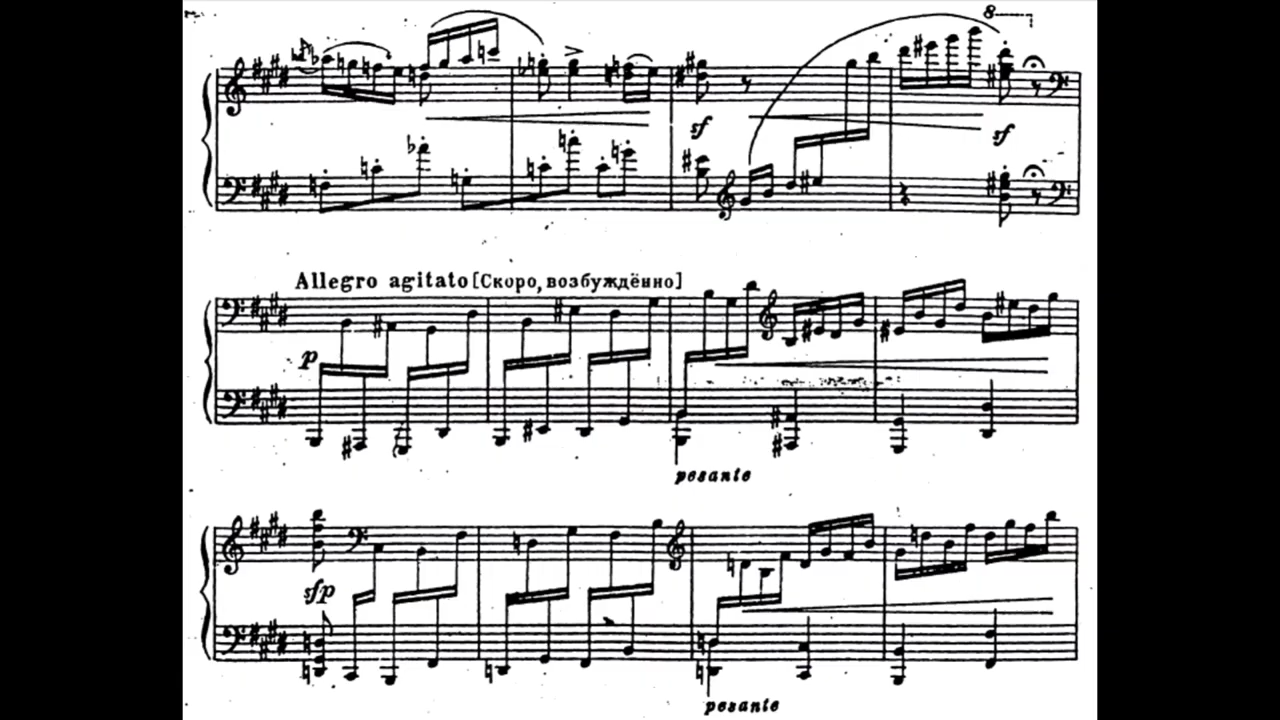 8
sf
sf
Allegro agitato [Скоро, возбуждённо]
p
pesante
sfp
pesante